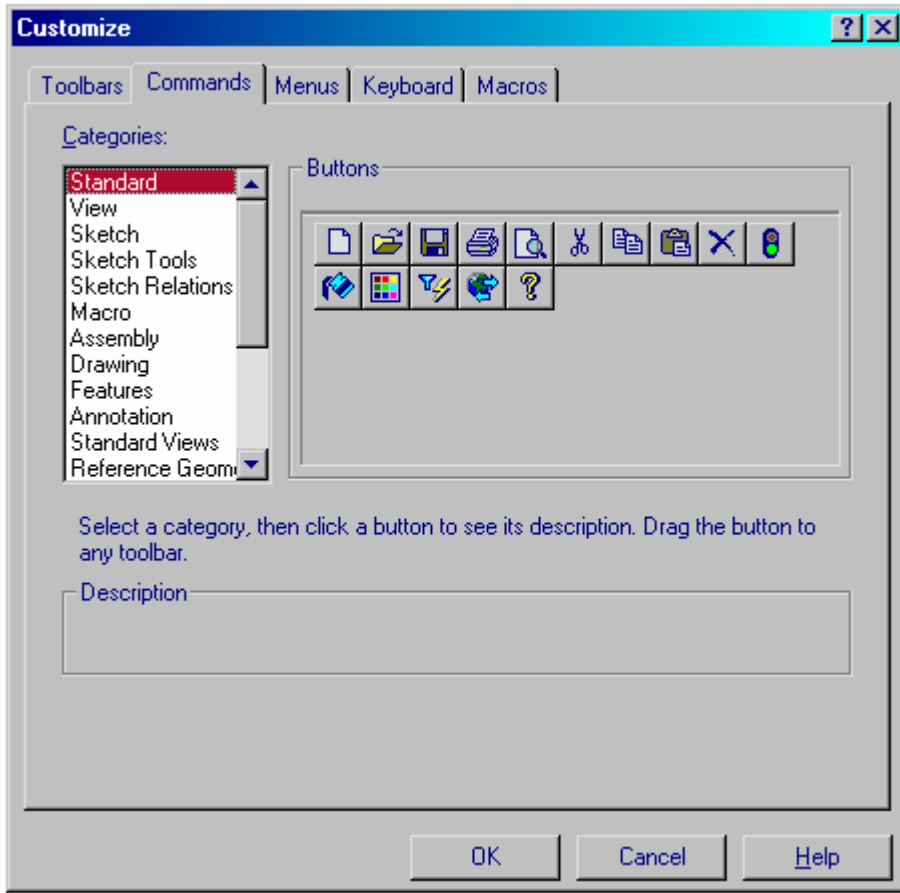 Customize
Toolbars Commands Menus Keyboard Macros
Categories:
Buttons
Standard
View
Sketch
Sketch Tools
Sketch Relations
Macro
Assembly
Drawing
Features
Annotation
Standard Views
Reference Geom
Select a category, then click a button to see its description. Drag the button to
any toolbar.
Description
OK Cancel Help